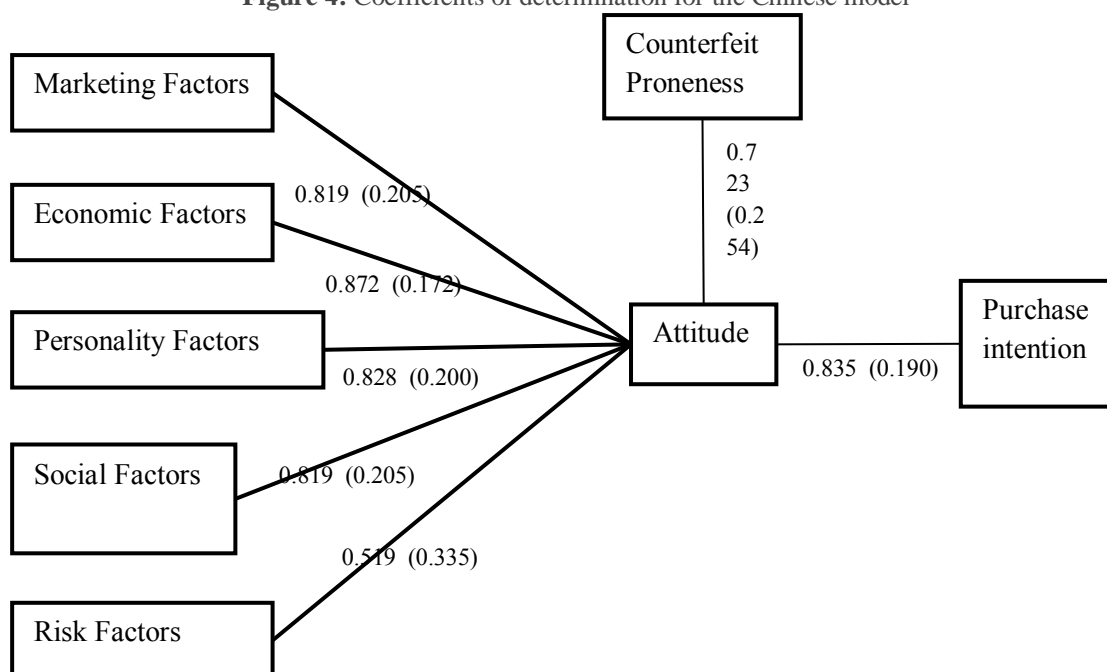 Figure 4: Coefficients of determination for the Chinese model
Counterfeit
Proneness
Marketing Factors
0.7
23
(0.2
54)
0.819 (0.205)
Economic Factors
0.872 (0.172)
Purchase
intention
Attitude
Personality Factors
0.835 (0.190)
0.828 (0.200)
Social Factors
0.819 (0.205)
0.519 (0.335)
Risk Factors